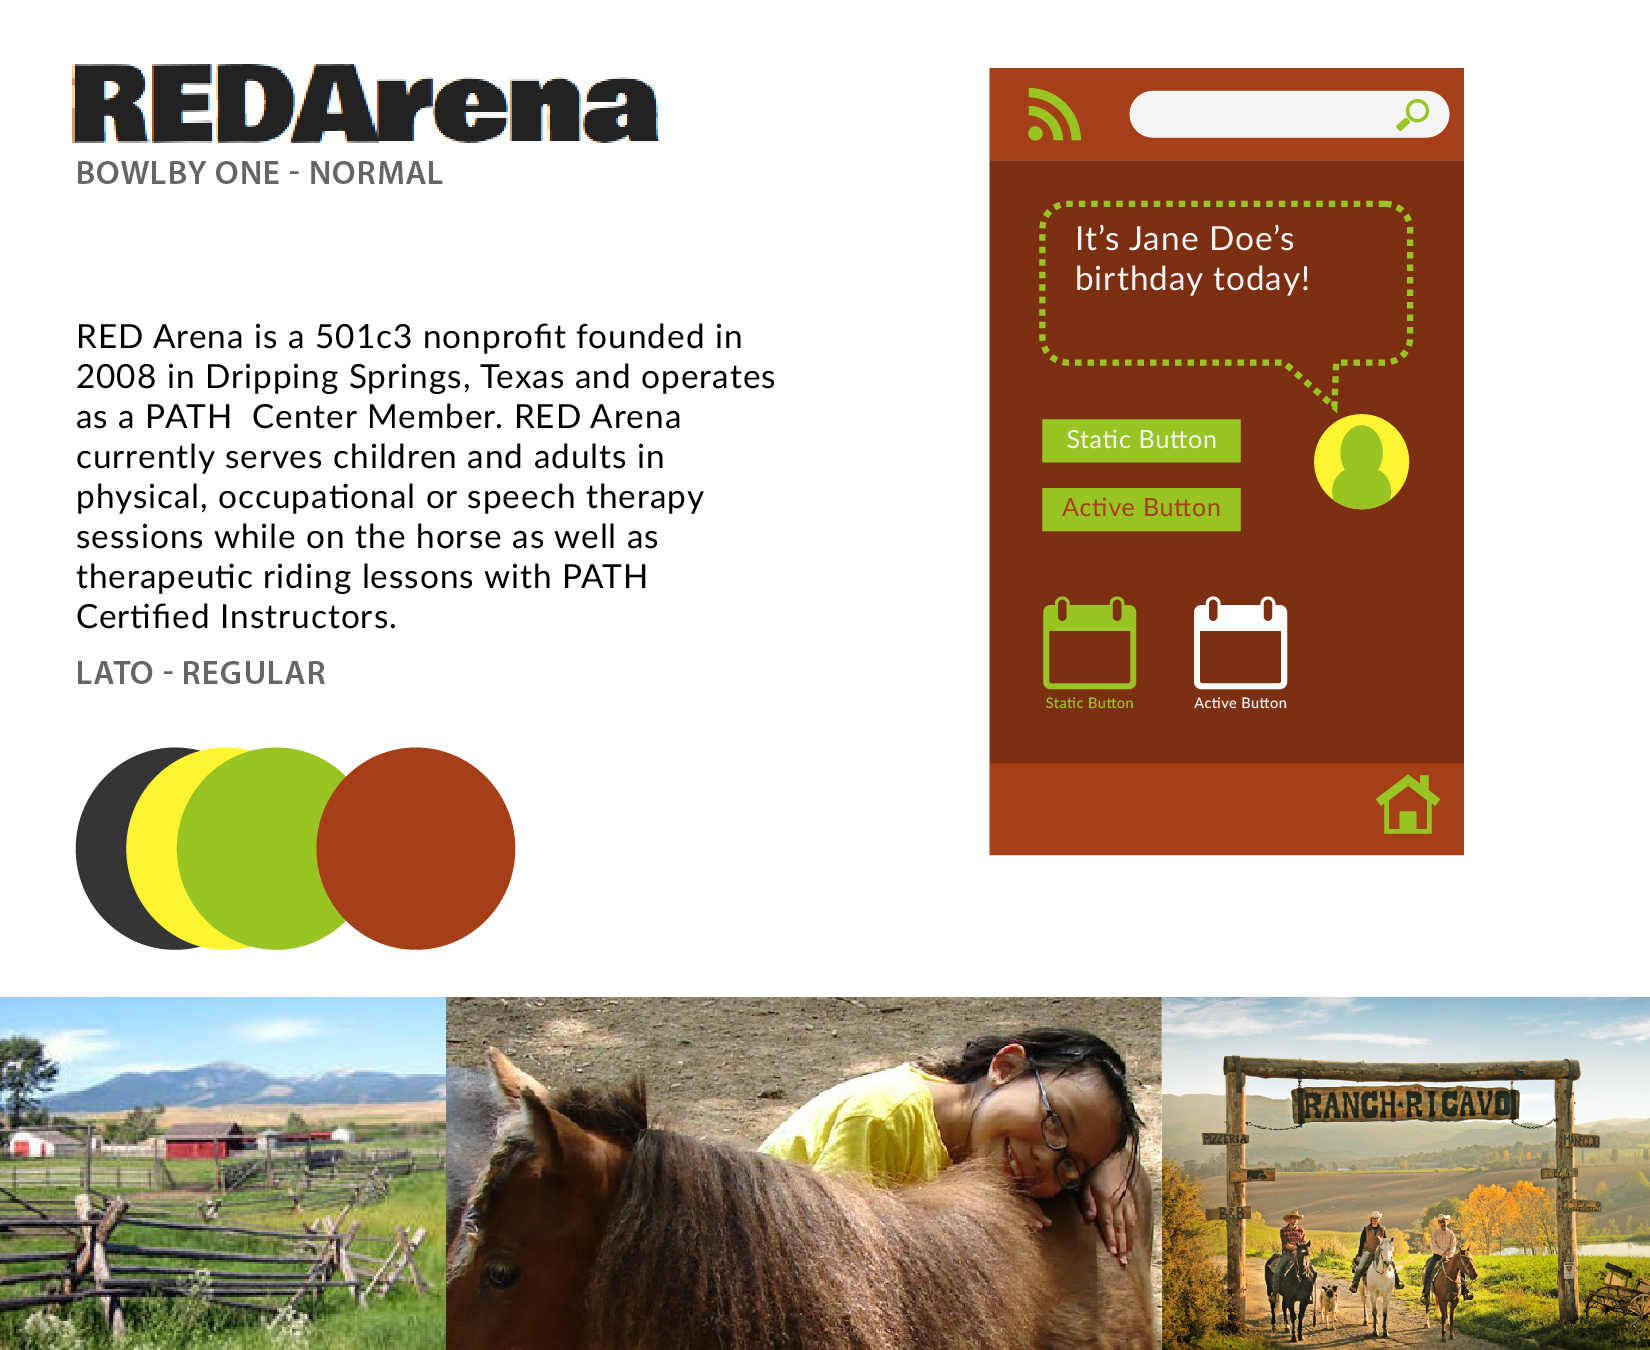 REDArena
BOWLBY ONE - NORMAL
RED Arena is a 501c3 nonprofit founded in
2008 in Dripping Springs, Texas and operates
as a PATH  Center Member. RED Arena
currently serves children and adults in
physical, occupational or speech therapy
sessions while on the horse as well as
therapeutic riding lessons with PATH
Certified Instructors.
LATO - REGULAR
It's Jane Doe's
birthday today!
Static Button
Active Button
Static Button
Active Button
RANCH·RICAVO
PIZZERIA
B&B